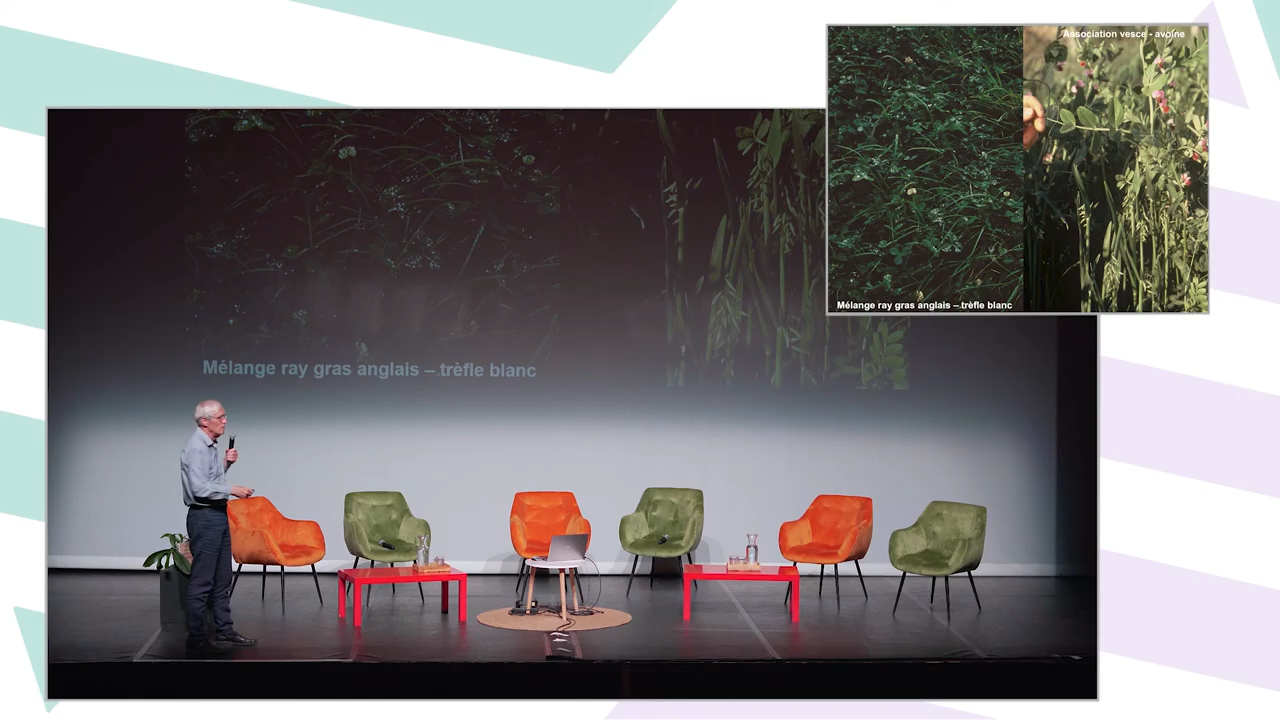 Association vesce - avoine
Mélange ray gras anglais – trèfle blanc
Mélange ray gras anglais – trèfle blanc